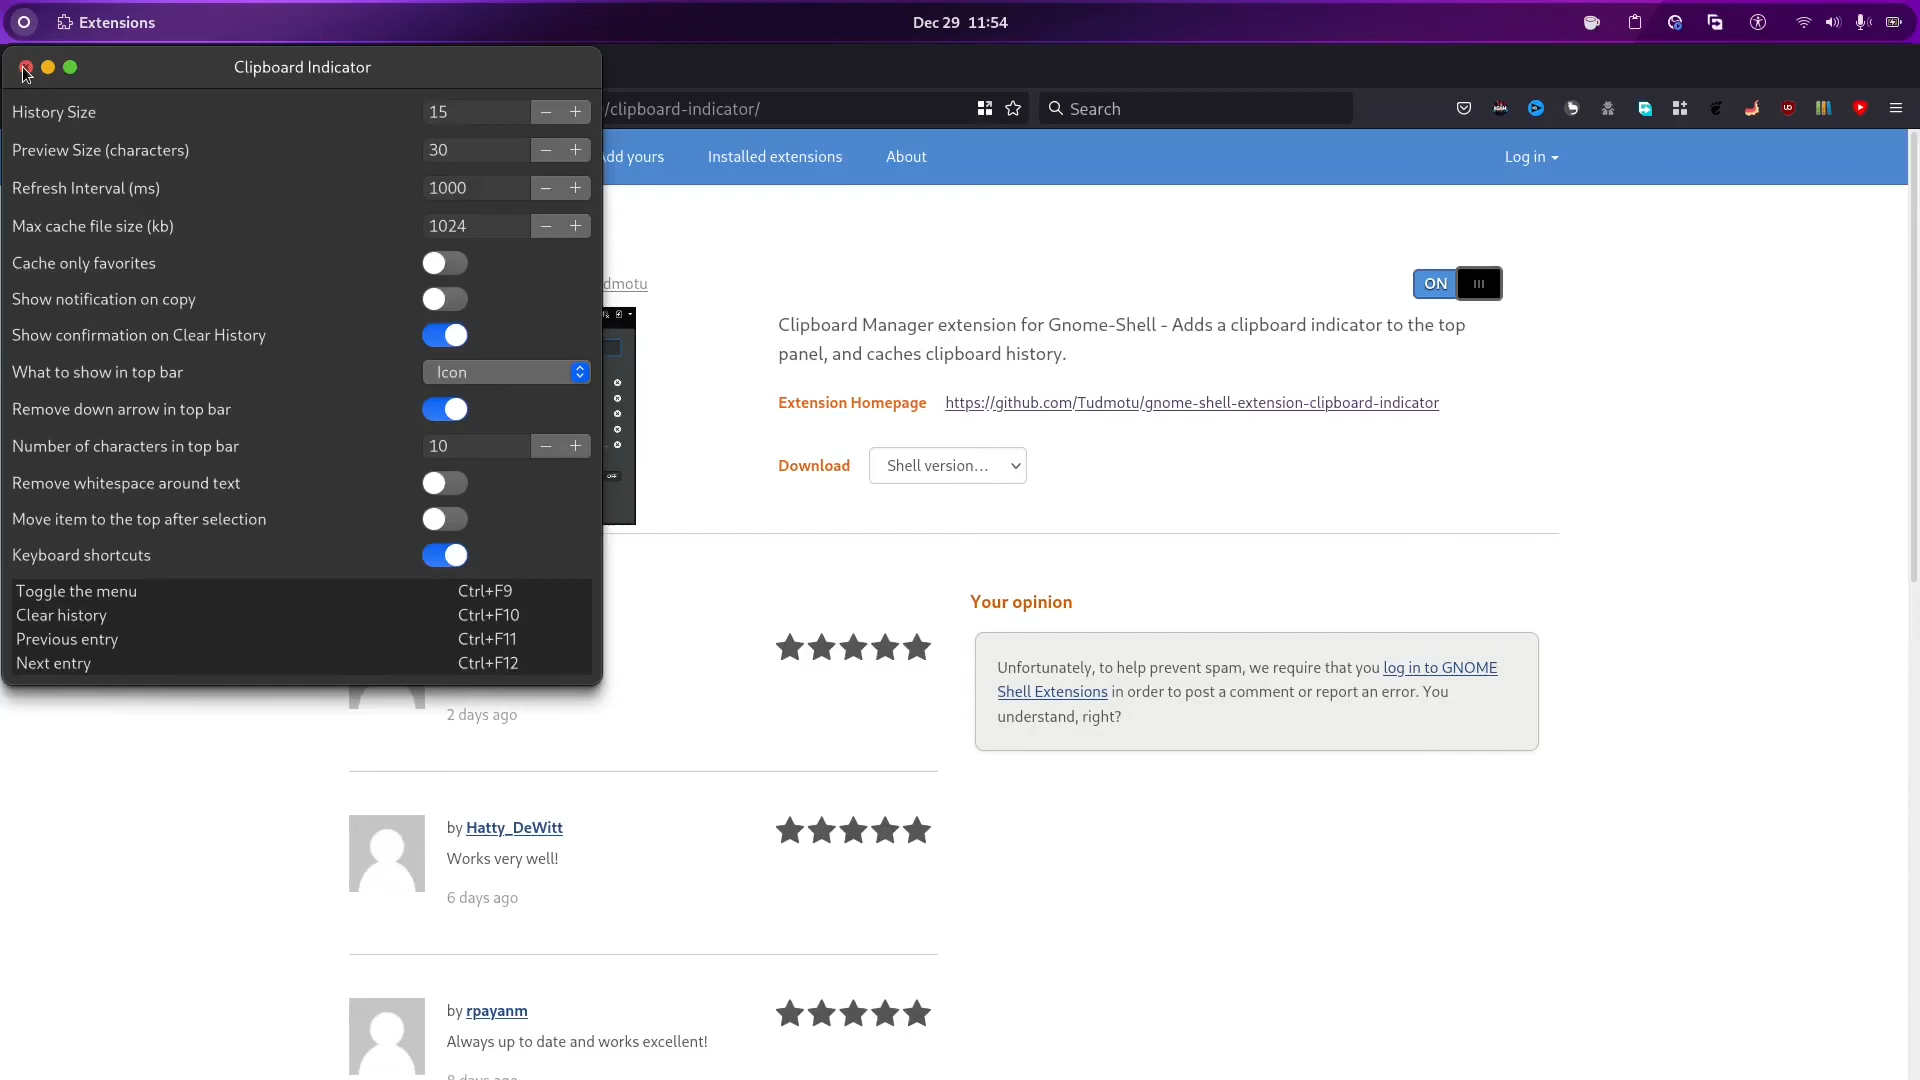 Extensions
Dec 29 11:54
Clipboard Indicator
History Size 15
/clipboard-indicator/
Search
Preview Size (characters) 30
Add yours
Installed extensions
About
Log in
Refresh Interval (ms) 1000
Max cache file size (kb) 1024
Cache only favorites
Show notification on copy
Show confirmation on Clear History
What to show in top bar Icon
Remove down arrow in top bar
Number of characters in top bar 10
Remove whitespace around text
Move item to the top after selection
Keyboard shortcuts
Toggle the menu Ctrl+F9
Clear history Ctrl+F10
Previous entry Ctrl+F11
Next entry Ctrl+F12
dmotu
ON
OFF
Clipboard Manager extension for Gnome-Shell - Adds a clipboard indicator to the top
panel, and caches clipboard history.
Extension Homepage https://github.com/Tudmotu/gnome-shell-extension-clipboard-indicator
Download Shell version...
Your opinion
Unfortunately, to help prevent spam, we require that you log in to GNOME
Shell Extensions in order to post a comment or report an error. You
understand, right?
2 days ago
by Hatty_DeWitt
Works very well!
6 days ago
by rpayanm
Always up to date and works excellent!
8 days ago